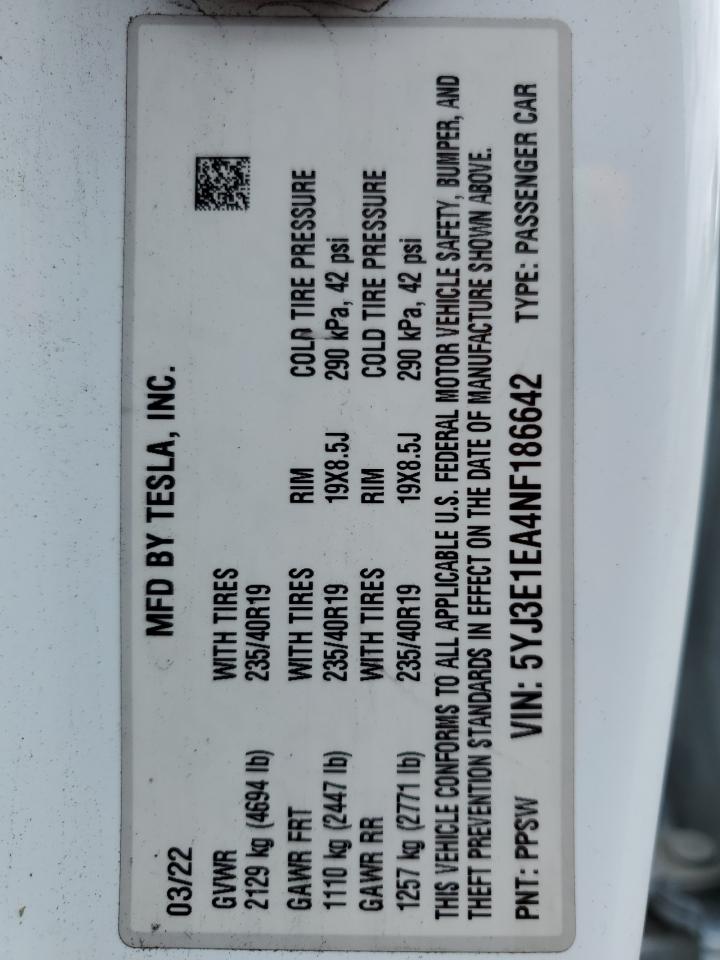 03/22 MFD BY TESLA, INC.
GVWR WITH TIRES
2129 kg (4694 lb) 235/40R19
GAWR FRT WITH TIRES RIM COLD TIRE PRESSURE
1110 kg (2447 lb) 235/40R19 19X8.5J 290 kPa, 42 psi
GAWR RR WITH TIRES RIM COLD TIRE PRESSURE
1257 kg (2771 lb) 235/40R19 19X8.5J 290 kPa, 42 psi
THIS VEHICLE CONFORMS TO ALL APPLICABLE U.S. FEDERAL MOTOR VEHICLE SAFETY, BUMPER, AND
THEFT PREVENTION STANDARDS IN EFFECT ON THE DATE OF MANUFACTURE SHOWN ABOVE.
PNT: PPSW VIN: 5YJ3E1EA4NF186642 TYPE: PASSENGER CAR